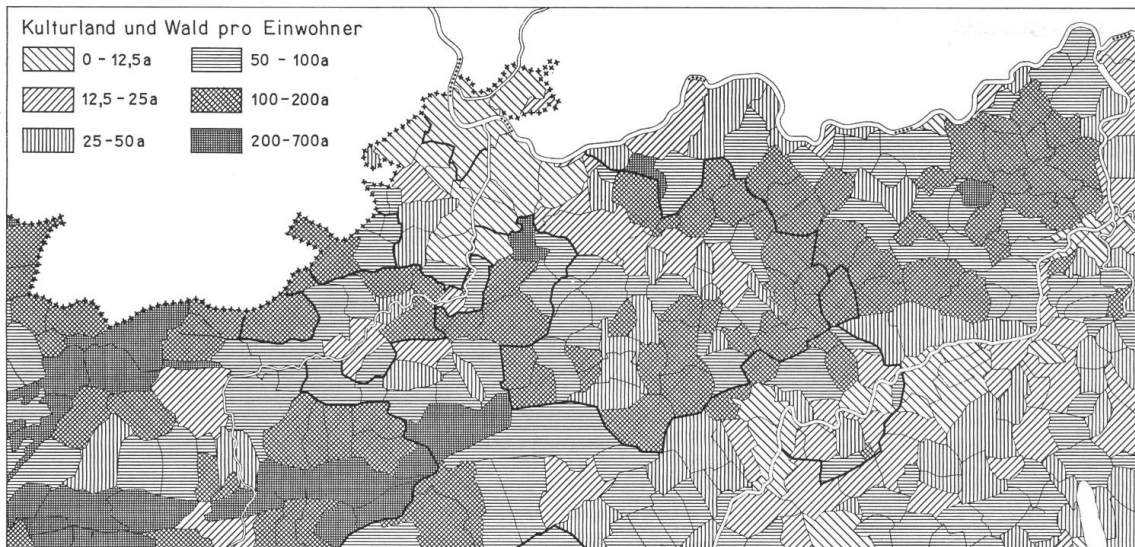 Kulturland und Wald pro Einwohner
0 - 12,5a
50 - 100a
12,5 - 25a
100 - 200a
25 - 50a
200 - 700a